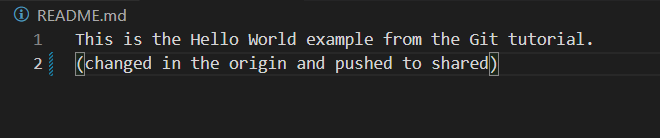 README.md
1 This is the Hello World example from the Git tutorial.
2 (changed in the origin and pushed to shared)